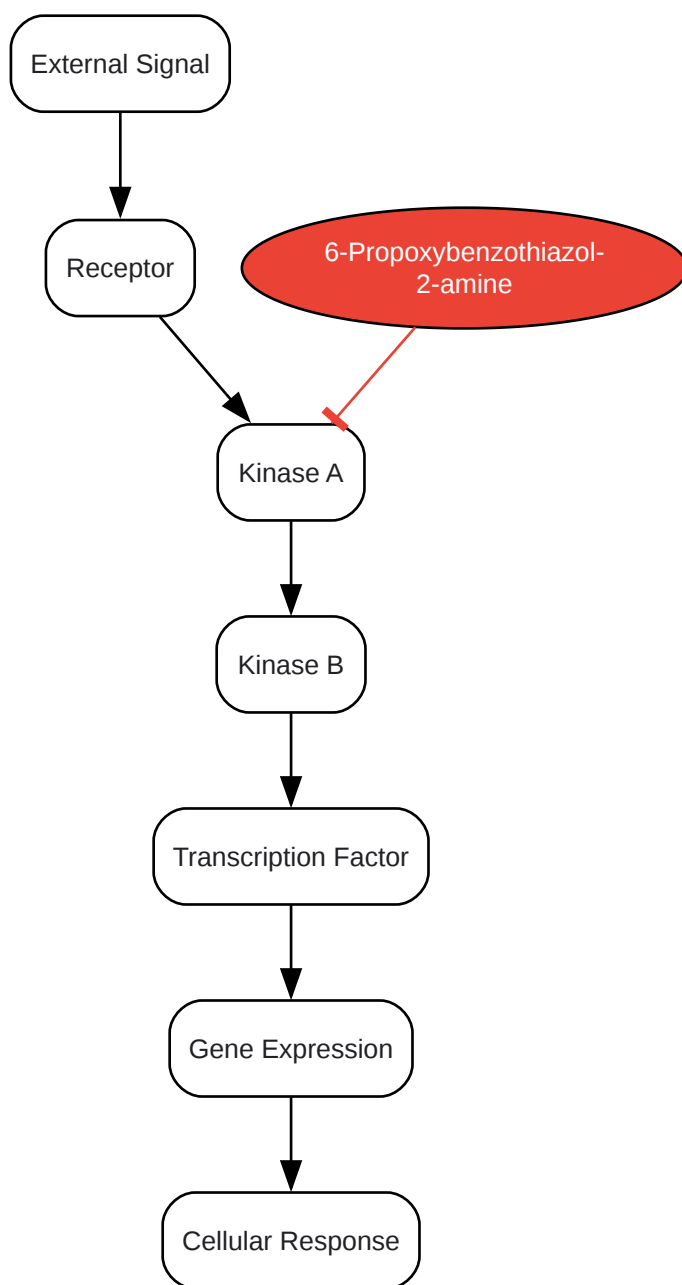 External Signal
Receptor
6-Propoxybenzothiazol-
2-amine
Kinase A
Kinase B
Transcription Factor
Gene Expression
Cellular Response